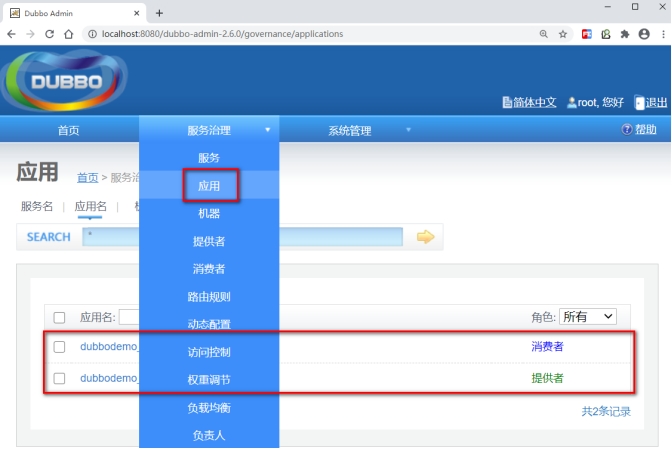 Dubbo Admin
localhost:8080/dubbo-admin-2.6.0/governance/applications
DUBBO
简体中文 root, 您好 退出
首页 服务治理 系统管理 帮助
服务
应用 首页 > 服务治
应用
服务名 | 应用名 |
机器
SEARCH *
提供者
消费者
路由规则
应用名: 角色: 所有
动态配置
dubbodemo_ 消费者
访问控制
dubbodemo_ 提供者
权重调节
负载均衡
共2条记录
负责人